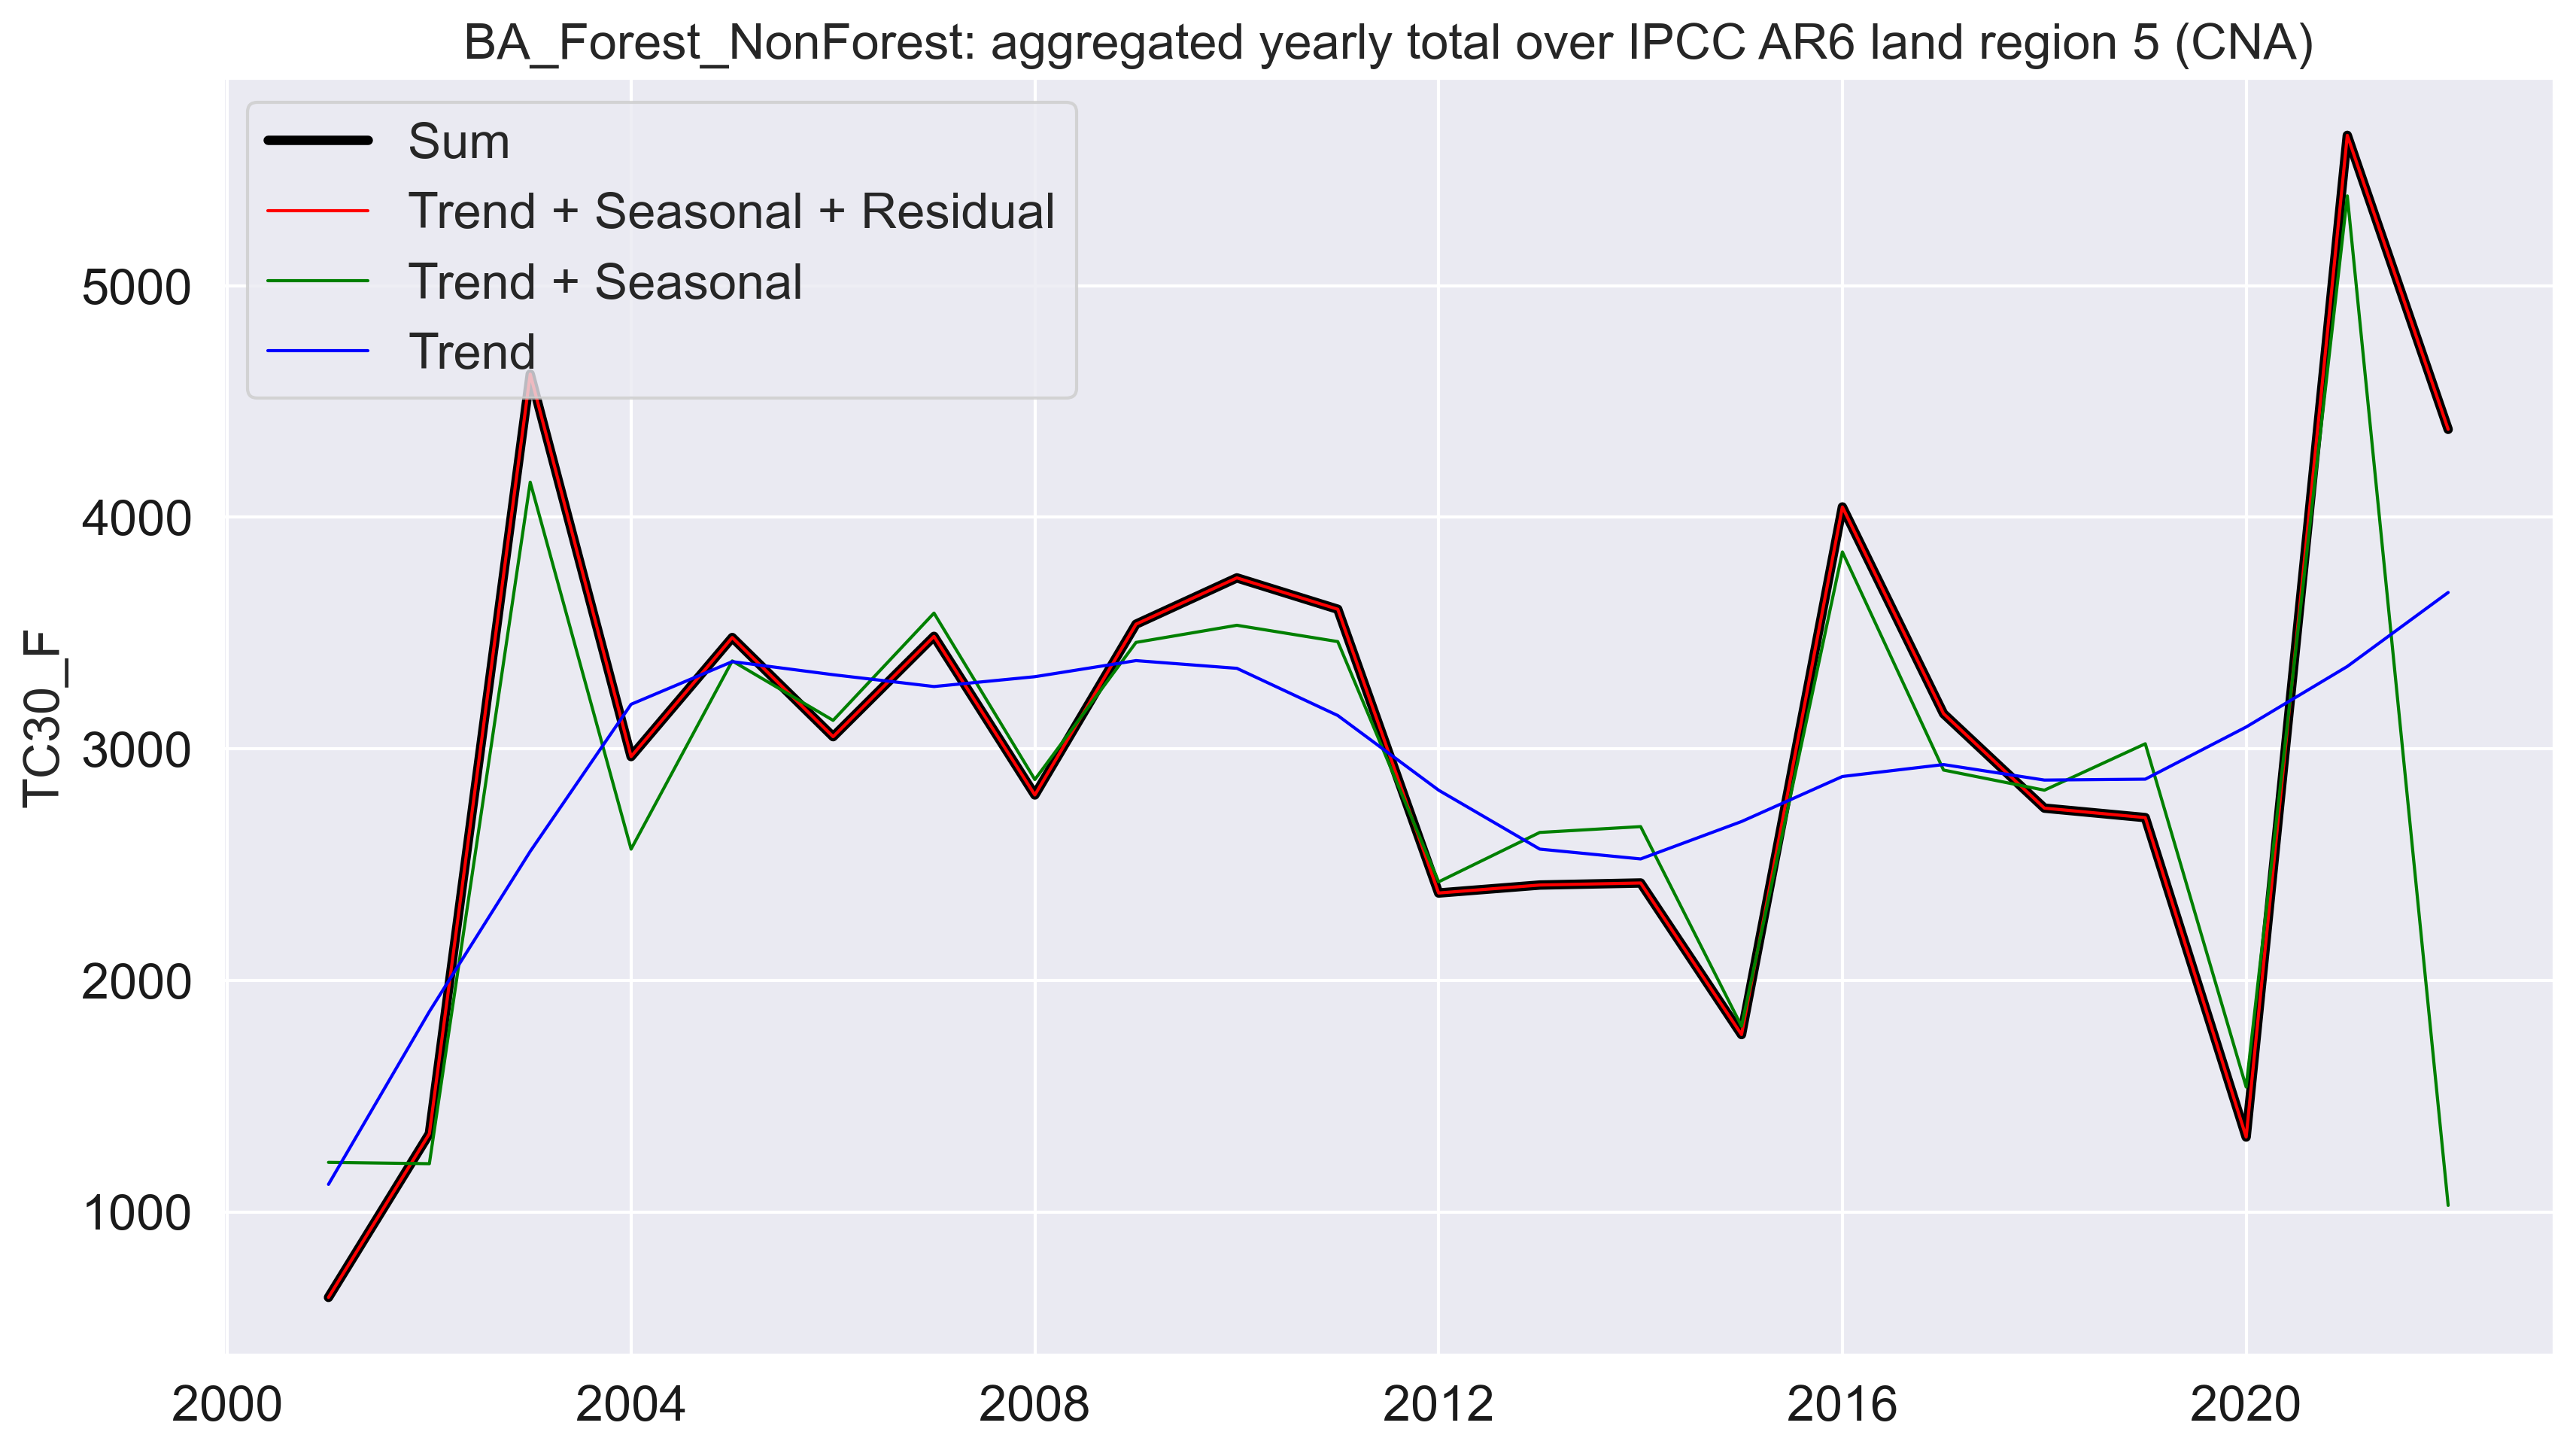 BA_Forest_NonForest: aggregated yearly total over IPCC AR6 land region 5 (CNA)
Sum
Trend + Seasonal + Residual
Trend + Seasonal
Trend
TC30_F
5000
4000
3000
2000
1000
2000
2004
2008
2012
2016
2020